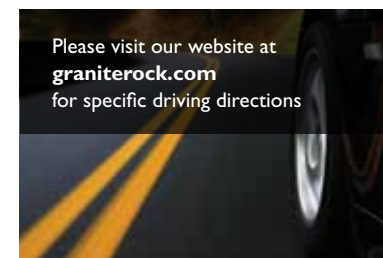 Please visit our website at
graniterock.com
for specific driving directions